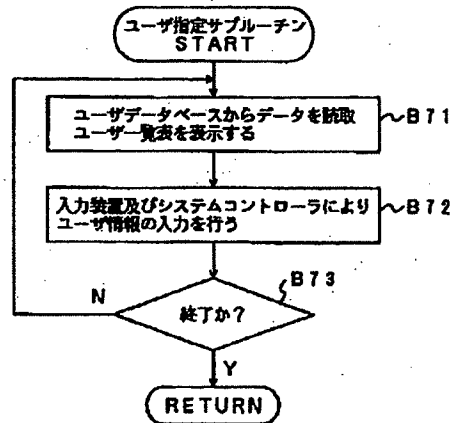 ユーザ指定サブルーチン
START
ユーザデータベースからデータを読取
ユーザ一覧表を表示する
B71
入力装置及びシステムコントローラにより
ユーザ情報の入力を行う
B72
B73
N
終了か?
Y
RETURN